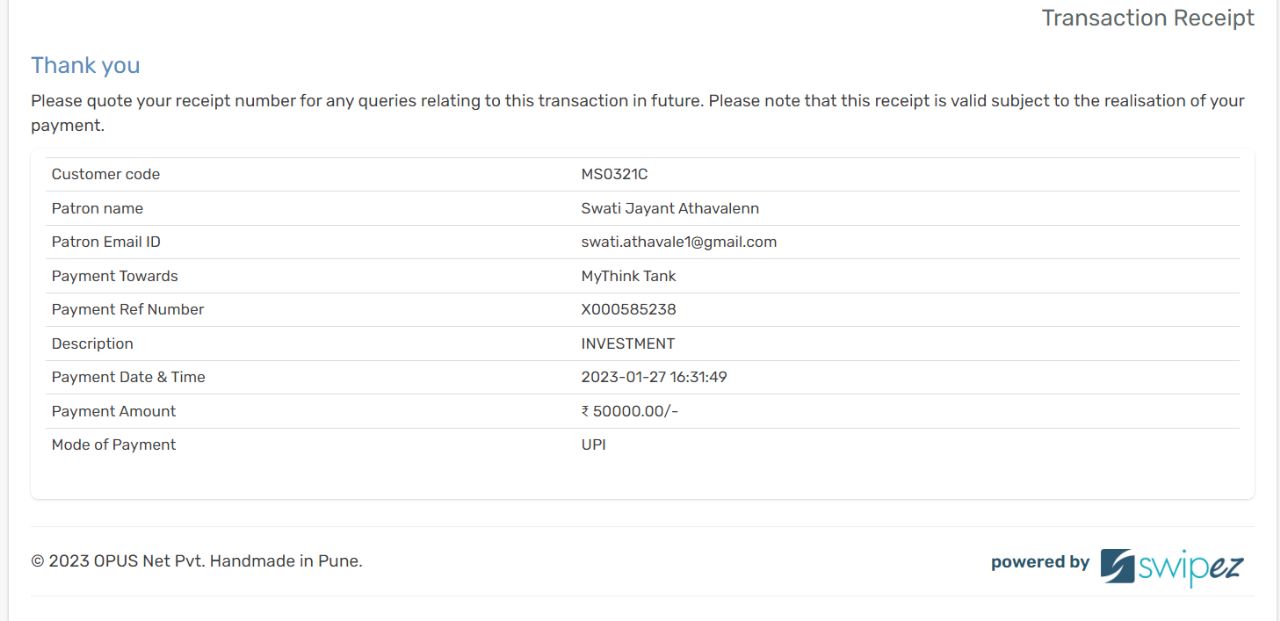 Transaction Receipt
Thank you
Please quote your receipt number for any queries relating to this transaction in future. Please note that this receipt is valid subject to the realisation of your
payment.
Customer code MS0321C
Patron name Swati Jayant Athavalenn
Patron Email ID swati.athavale1@gmail.com
Payment Towards MyThink Tank
Payment Ref Number X000585238
Description INVESTMENT
Payment Date & Time 2023-01-27 16:31:49
Payment Amount ₹ 50000.00/-
Mode of Payment UPI
© 2023 OPUS Net Pvt. Handmade in Pune. powered by swipez